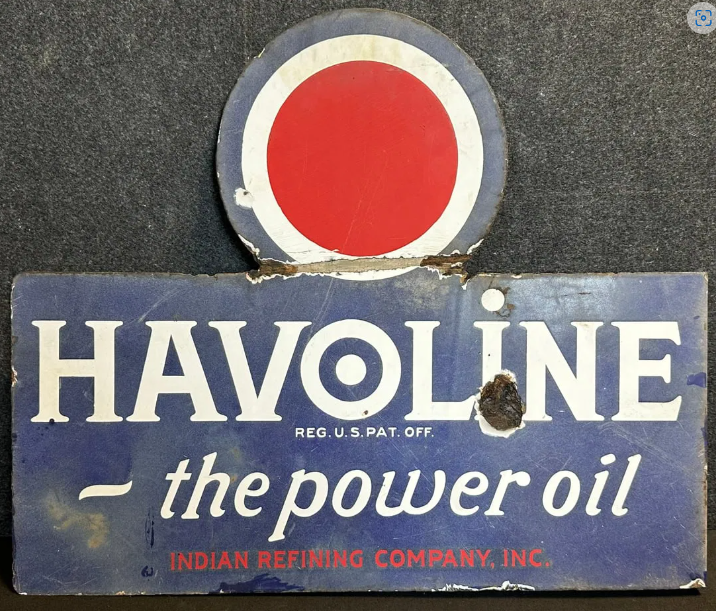 HAVOLiNE
REG. U.S. PAT. OFF.
– the power oil
INDIAN REFINING COMPANY, INC.